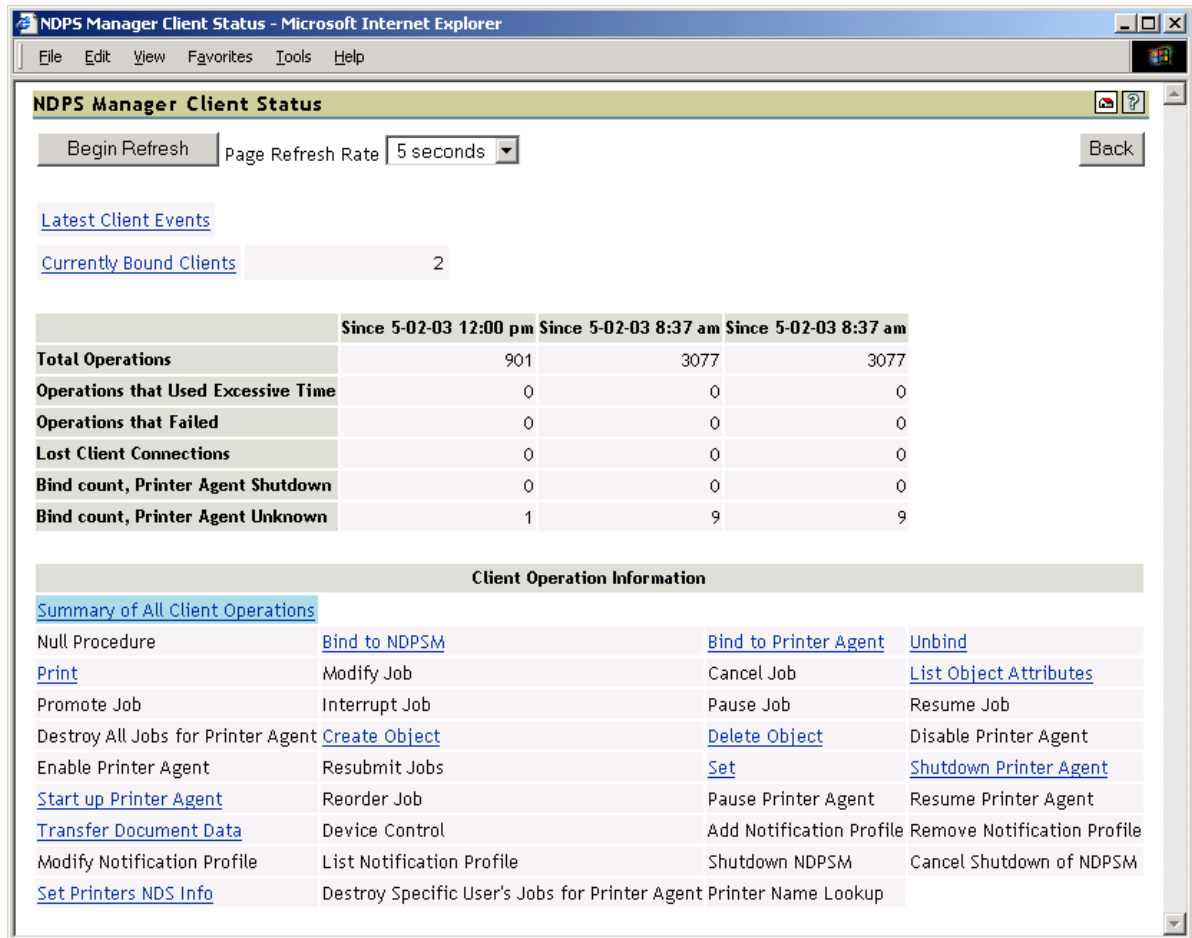 NDPS Manager Client Status - Microsoft Internet Explorer
File Edit View Favorites Tools Help
NDPS Manager Client Status
Begin Refresh Page Refresh Rate 5 seconds Back
Latest Client Events
Currently Bound Clients 2
Since 5-02-03 12:00 pm Since 5-02-03 8:37 am Since 5-02-03 8:37 am
Total Operations 901 3077 3077
Operations that Used Excessive Time 0 0 0
Operations that Failed 0 0 0
Lost Client Connections 0 0 0
Bind count, Printer Agent Shutdown 0 0 0
Bind count, Printer Agent Unknown 1 9 9
Client Operation Information
Summary of All Client Operations
Null Procedure Bind to NDPSM Bind to Printer Agent Unbind
Print Modify Job Cancel Job List Object Attributes
Promote Job Interrupt Job Pause Job Resume Job
Destroy All Jobs for Printer Agent Create Object Delete Object Disable Printer Agent
Enable Printer Agent Resubmit Jobs Set Shutdown Printer Agent
Start up Printer Agent Reorder Job Pause Printer Agent Resume Printer Agent
Transfer Document Data Device Control Add Notification Profile Remove Notification Profile
Modify Notification Profile List Notification Profile Shutdown NDPSM Cancel Shutdown of NDPSM
Set Printers NDS Info Destroy Specific User's Jobs for Printer Agent Printer Name Lookup